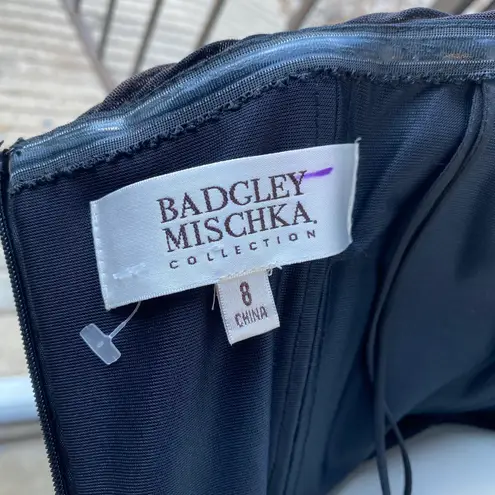 BADGLEY
MISCHKA.
COLLECTION
8
CHINA